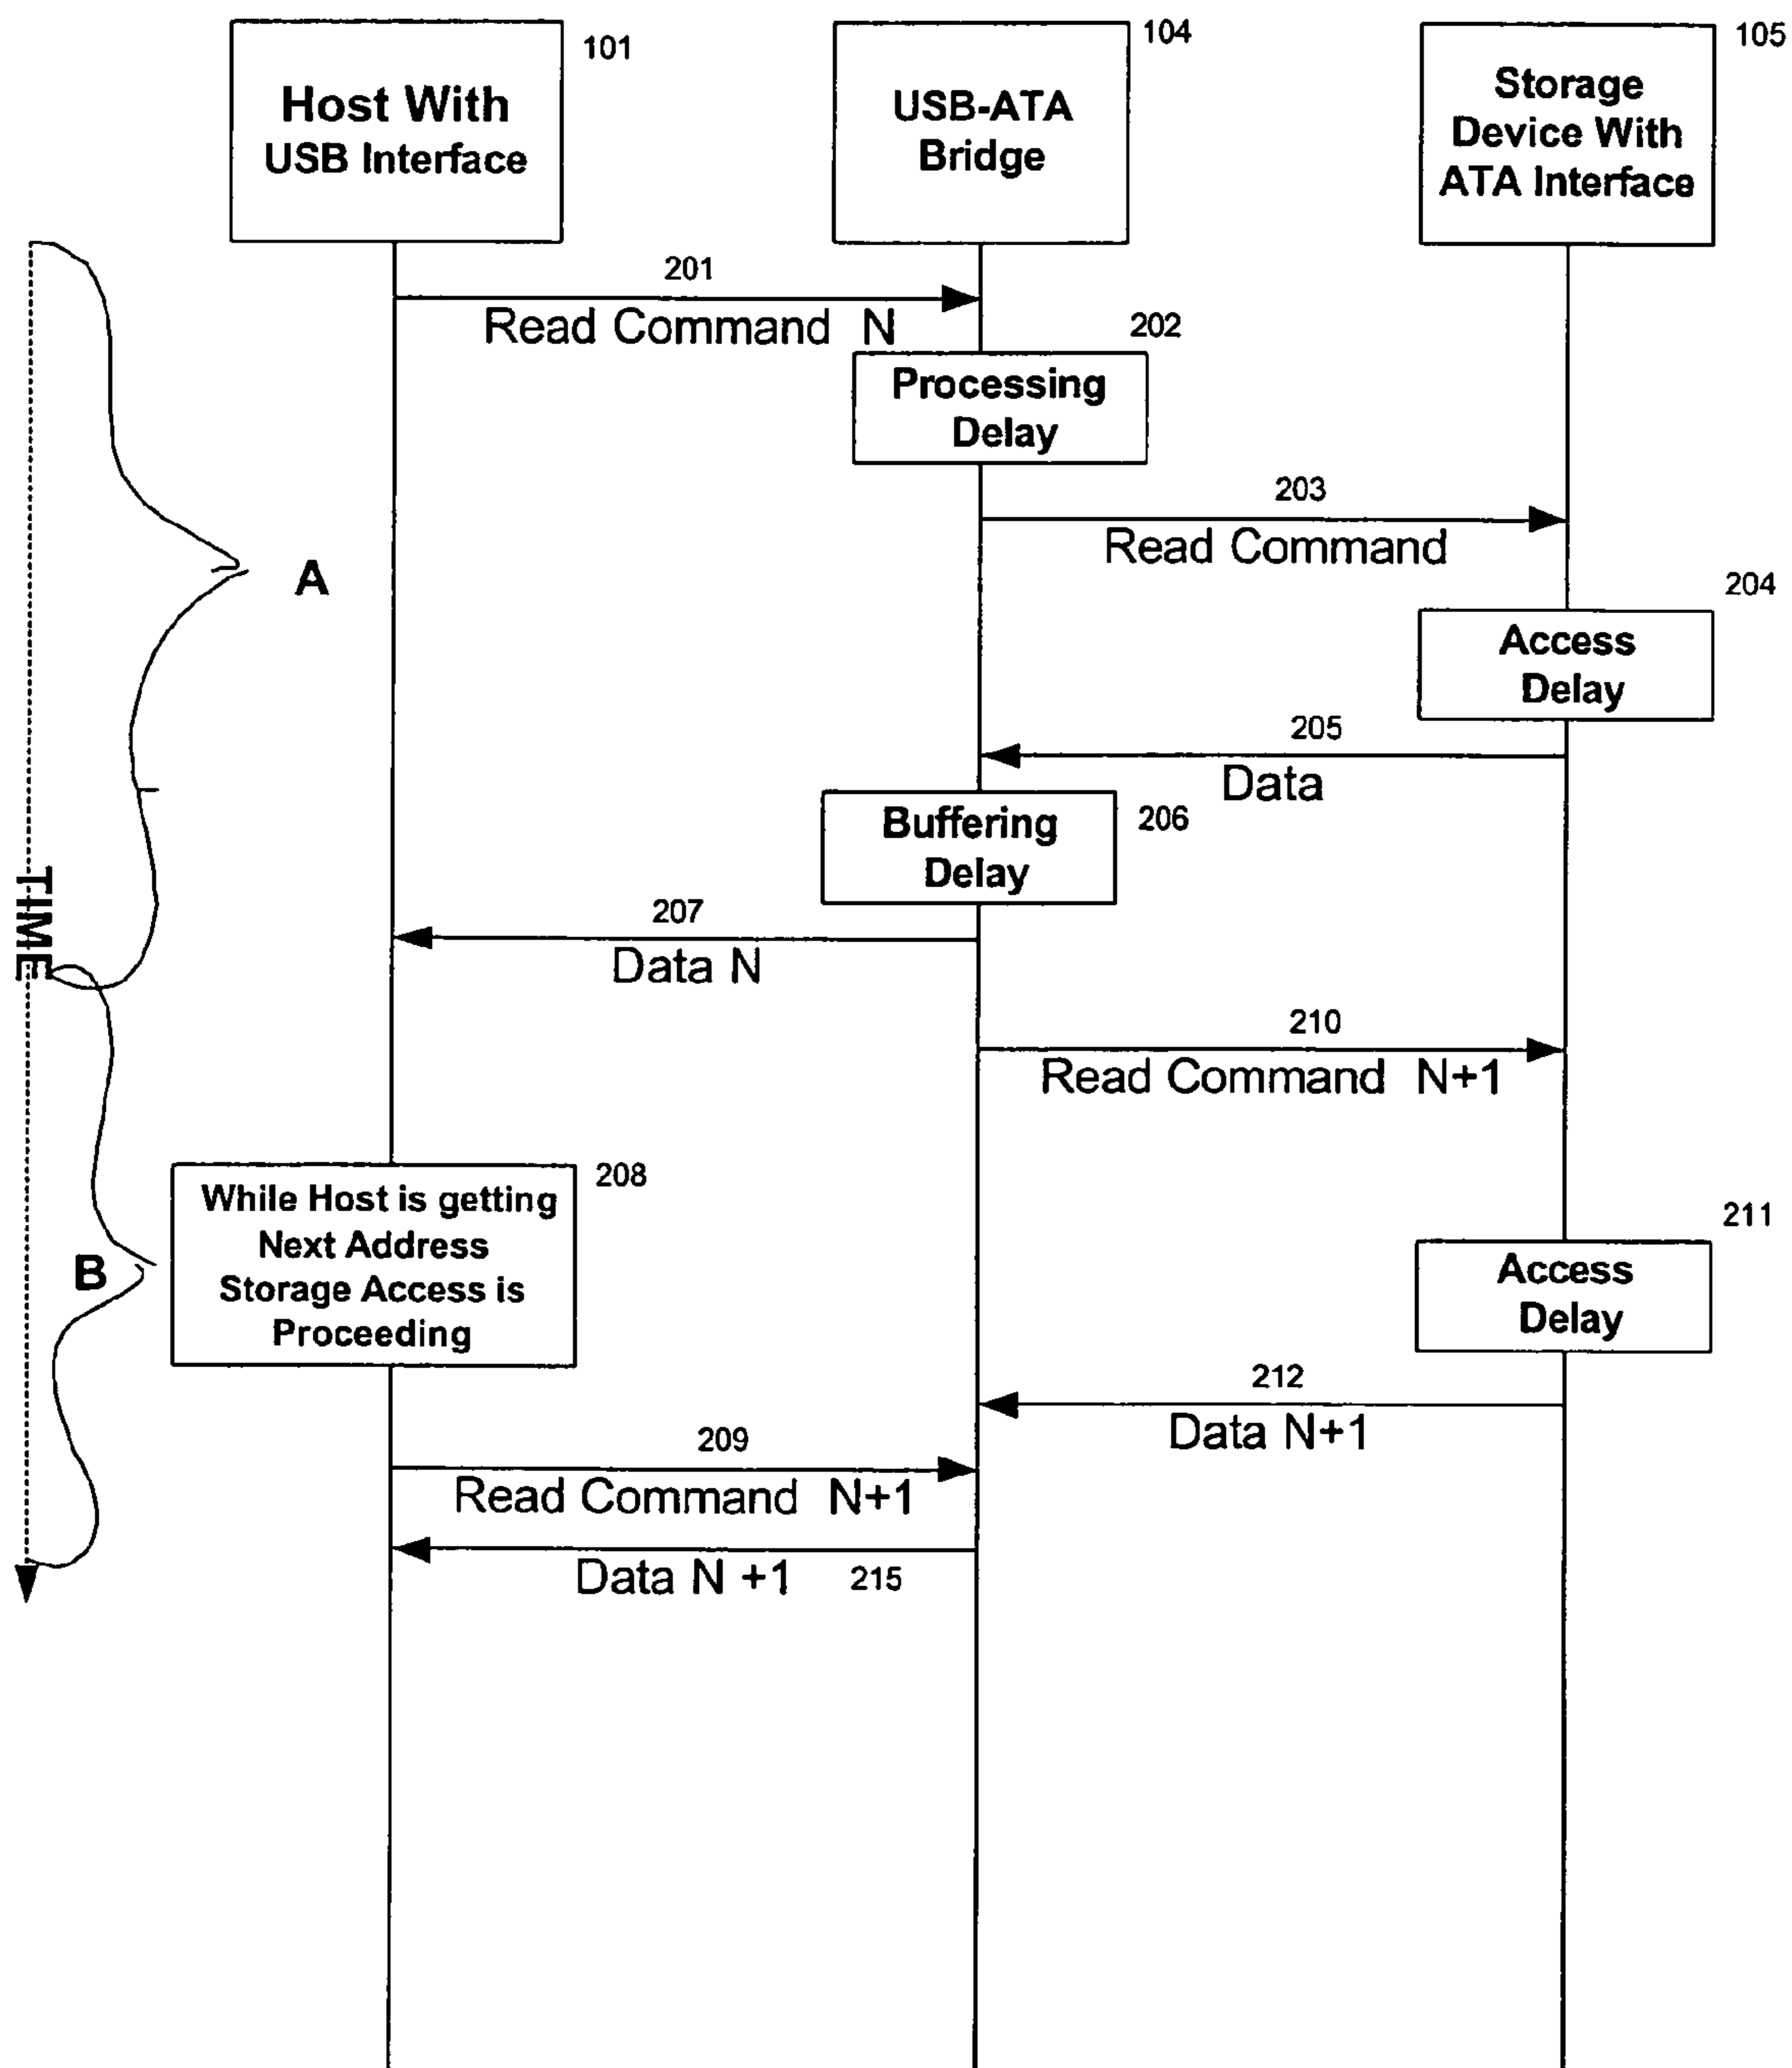 101
Host With
USB Interface
104
USB-ATA
Bridge
105
Storage
Device With
ATA Interface
201
Read Command N
202
Processing
Delay
203
Read Command
A
204
Access
Delay
205
Data
Buffering
Delay
206
TIME
207
Data N
210
Read Command N+1
208
While Host is getting
Next Address
Storage Access is
Proceeding
B
211
Access
Delay
212
Data N+1
209
Read Command N+1
Data N +1
215